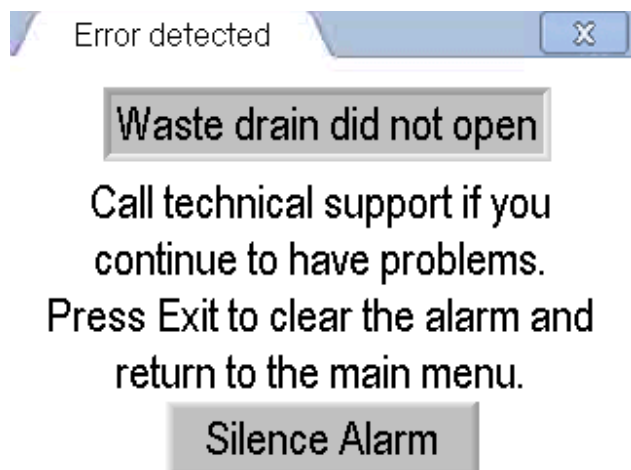 Error detected
Waste drain did not open
Call technical support if you
continue to have problems.
Press Exit to clear the alarm and
return to the main menu.
Silence Alarm